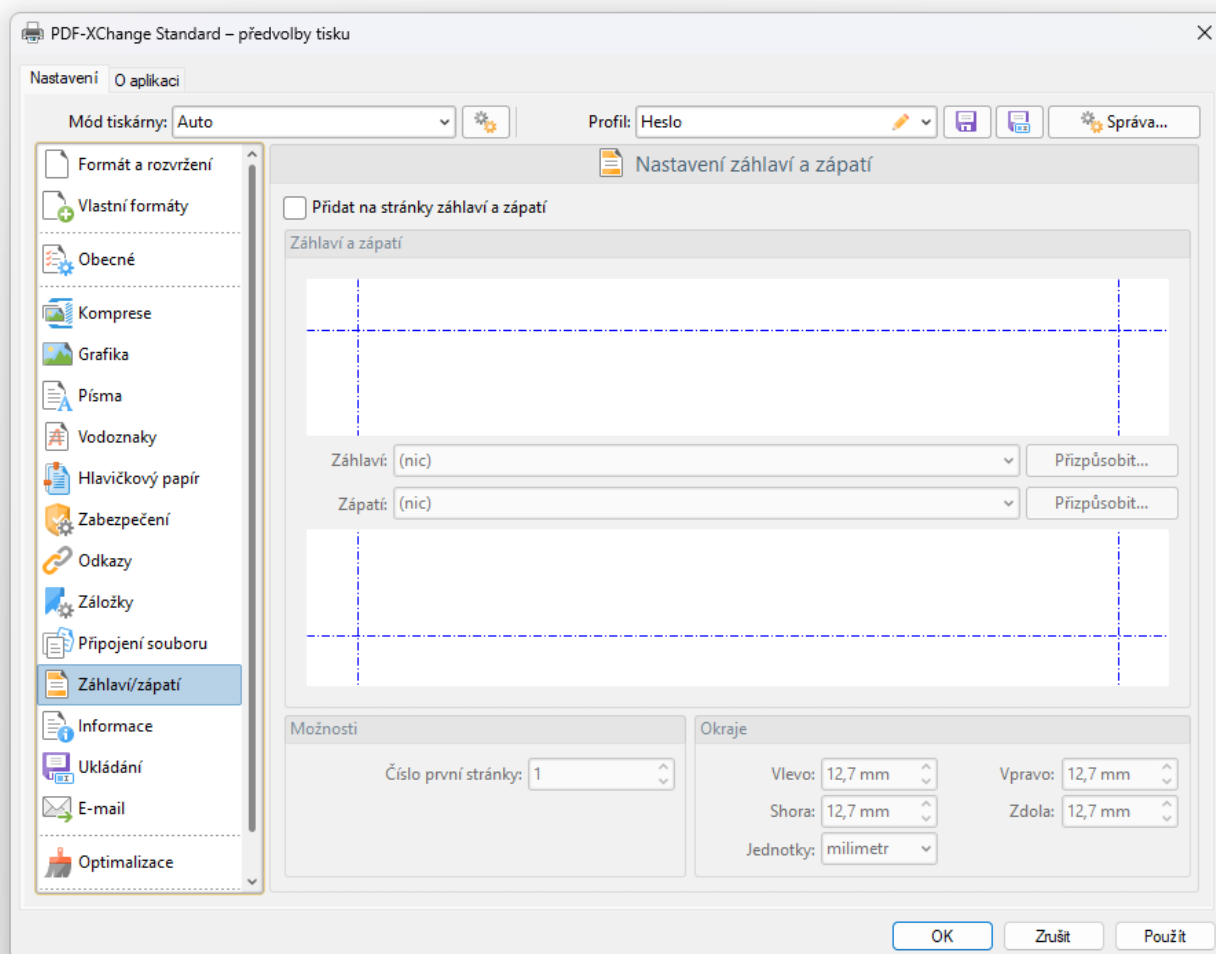 PDF-XChange Standard – předvolby tisku
Nastavení O aplikaci
Mód tiskárny: Auto Profil: Heslo Správa...
Formát a rozvržení
Vlastní formáty
Obecné
Komprese
Grafika
Písma
Vodoznaky
Hlavičkový papír
Zabezpečení
Odkazy
Záložky
Připojení souboru
Záhlaví/zápatí
Informace
Ukládání
E-mail
Optimalizace
Nastavení záhlaví a zápatí
Přidat na stránky záhlaví a zápatí
Záhlaví a zápatí
Záhlaví: (nic) Přizpůsobit...
Zápatí: (nic) Přizpůsobit...
Možnosti
Číslo první stránky: 1
Okraje
Vlevo: 12,7 mm Vpravo: 12,7 mm
Shora: 12,7 mm Zdola: 12,7 mm
Jednotky: milimetr
OK Zrušit Použít